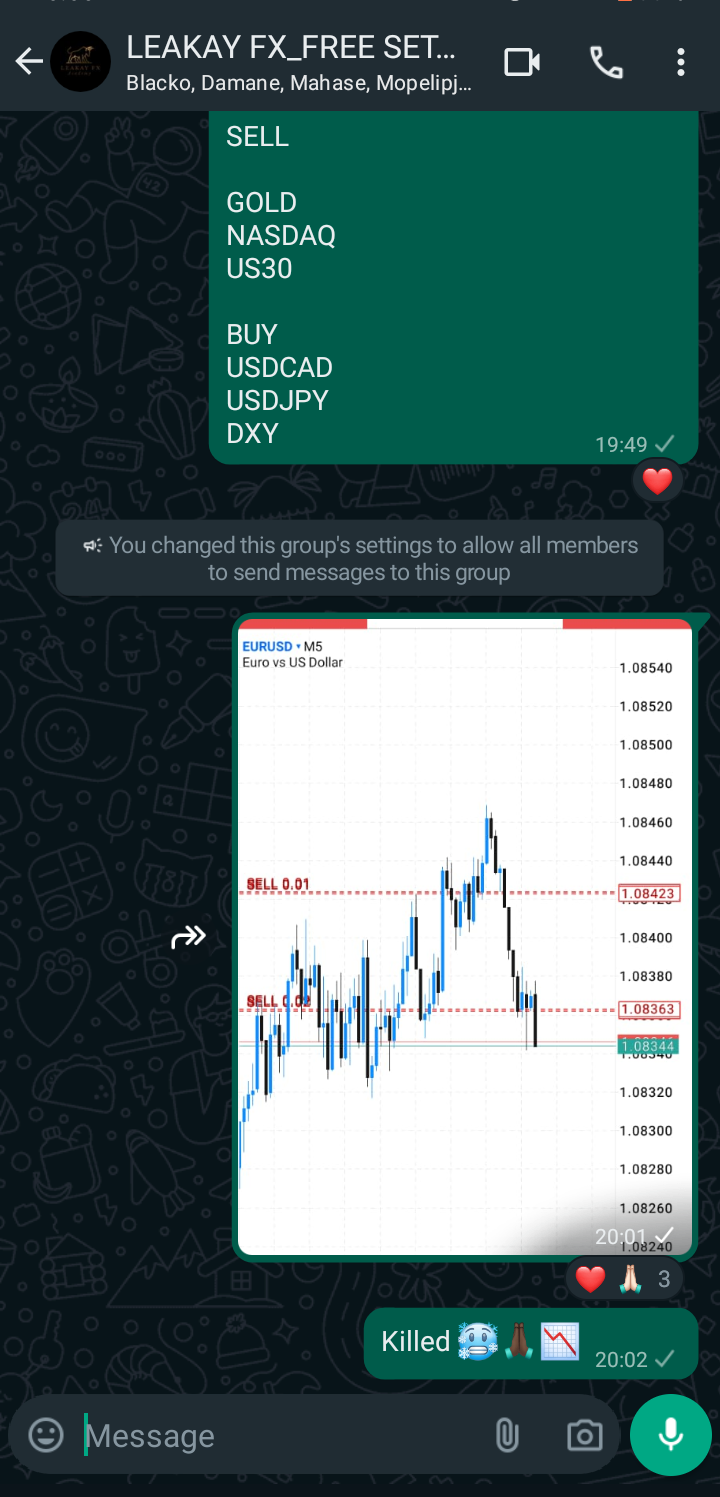 LEAKAY FX_FREE SET...
Blacko, Damane, Mahase, Mopelipj...
SELL
GOLD
NASDAQ
US30
BUY
USDCAD
USDJPY
DXY
19:49
You changed this group's settings to allow all members
to send messages to this group
EURUSD M5
Euro vs US Dollar
1.08540
1.08520
1.08500
1.08480
1.08460
1.08440
SELL 0.01
1.08423
1.08400
1.08380
SELL 0.02
1.08363
1.08344
1.08340
1.08320
1.08300
1.08280
1.08260
20:01
1.08240
3
Killed
20:02
Message